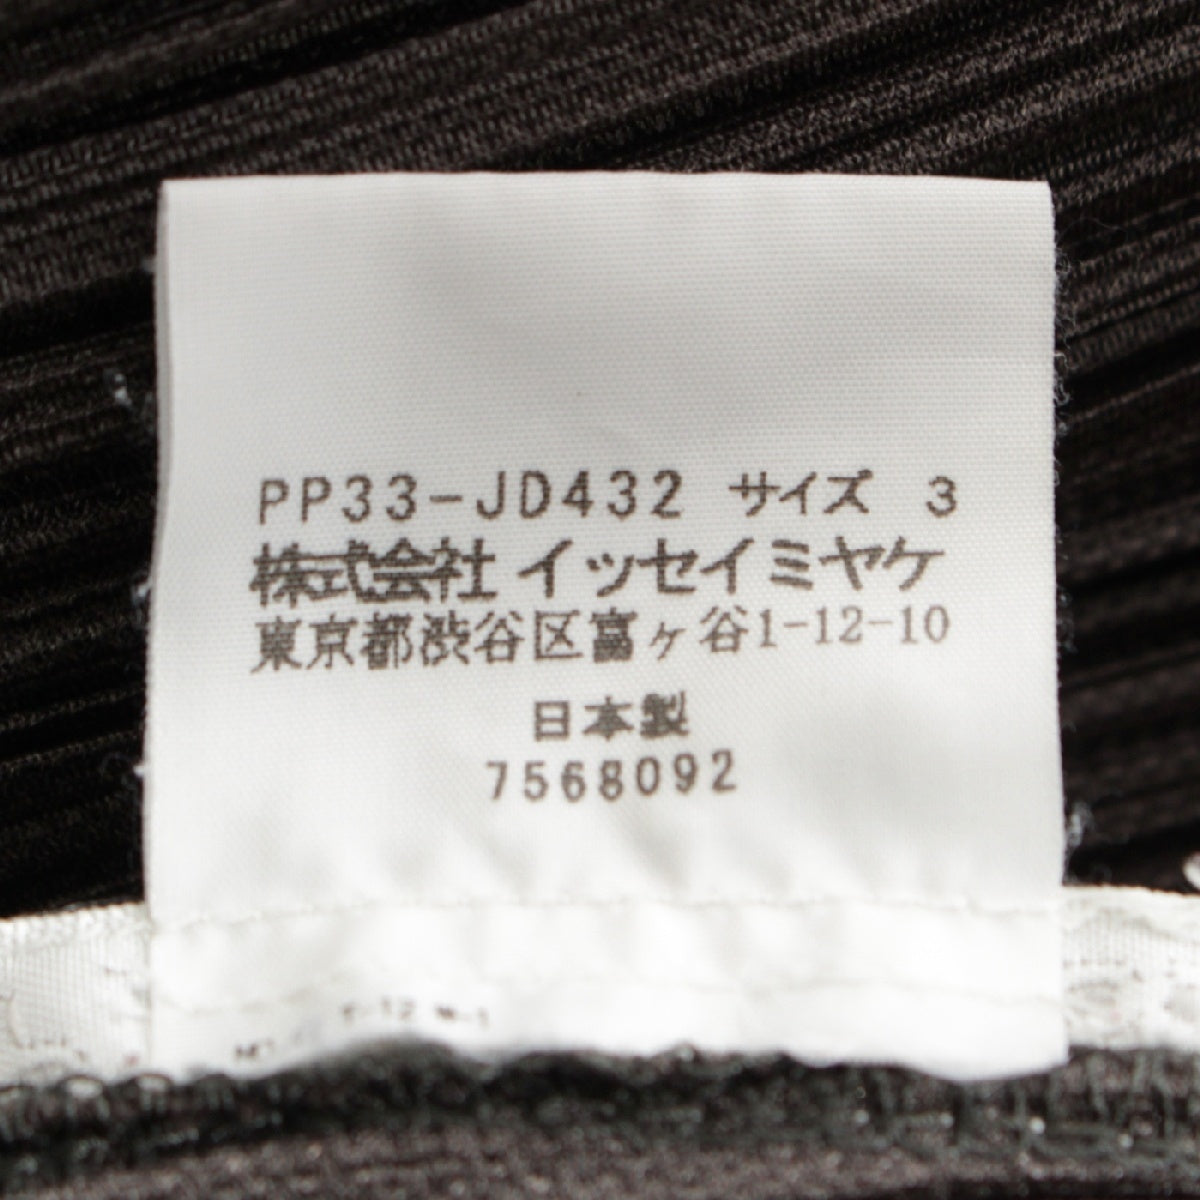 PP33-JD432 サイズ 3
株式会社 イッセイミヤケ
東京都渋谷区富ヶ谷1-12-10
日本製
7568092